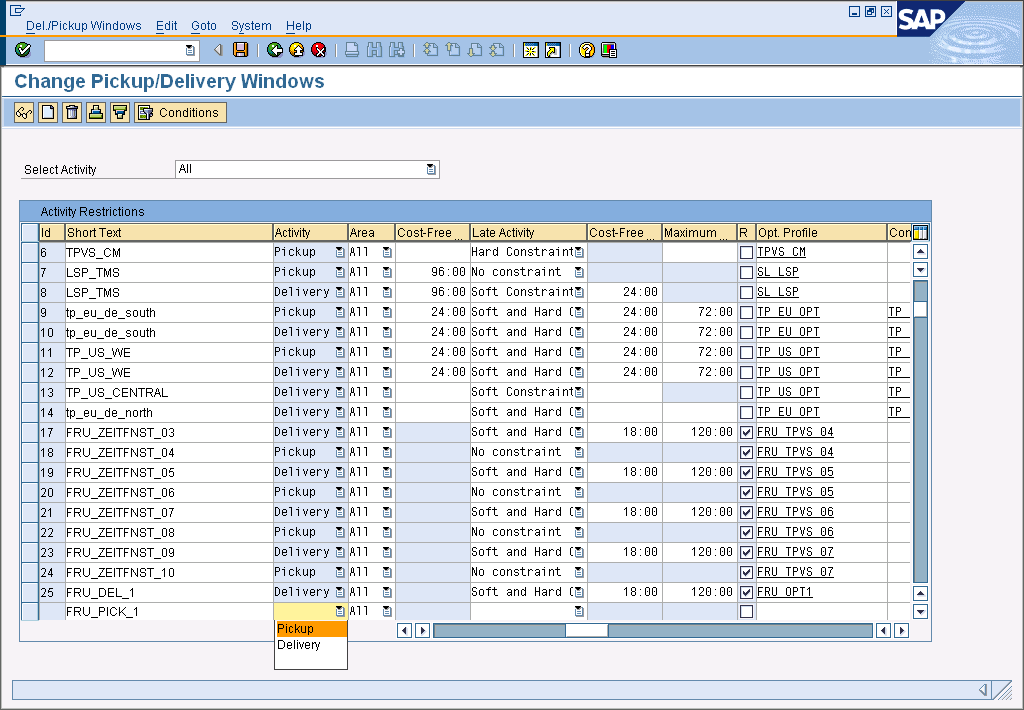 Del./Pickup Windows Edit Goto System Help
SAP
Change Pickup/Delivery Windows
Conditions
Select Activity All
Activity Restrictions
Id Short Text Activity Area Cost-Free ... Late Activity Cost-Free ... Maximum ... R Opt. Profile Con
6 TPVS_CM Pickup All Hard Constraint TPVS_CM
7 LSP_TMS Pickup All 96:00 No constraint SL_LSP
8 LSP_TMS Delivery All 96:00 Soft Constraint 24:00 SL_LSP
9 tp_eu_de_south Pickup All 24:00 Soft and Hard C 24:00 72:00 TP_EU_OPT TP_
10 tp_eu_de_south Delivery All 24:00 Soft and Hard C 24:00 72:00 TP_EU_OPT TP_
11 TP_US_WE Pickup All 24:00 Soft and Hard C 24:00 72:00 TP_US_OPT TP_
12 TP_US_WE Delivery All 24:00 Soft and Hard C 24:00 72:00 TP_US_OPT TP_
13 TP_US_CENTRAL Delivery All Soft Constraint TP_US_OPT TP_
14 tp_eu_de_north Delivery All Soft and Hard C TP_EU_OPT TP_
17 FRU_ZEITFNST_03 Delivery All Soft and Hard C 18:00 120:00 FRU_TPVS_04
18 FRU_ZEITFNST_04 Pickup All No constraint FRU_TPVS_04
19 FRU_ZEITFNST_05 Delivery All Soft and Hard C 18:00 120:00 FRU_TPVS_05
20 FRU_ZEITFNST_06 Pickup All No constraint FRU_TPVS_05
21 FRU_ZEITFNST_07 Delivery All Soft and Hard C 18:00 120:00 FRU_TPVS_06
22 FRU_ZEITFNST_08 Pickup All No constraint FRU_TPVS_06
23 FRU_ZEITFNST_09 Delivery All Soft and Hard C 18:00 120:00 FRU_TPVS_07
24 FRU_ZEITFNST_10 Pickup All No constraint FRU_TPVS_07
25 FRU_DEL_1 Delivery All Soft and Hard C 18:00 120:00 FRU_OPT1
FRU_PICK_1 All
Pickup
Delivery